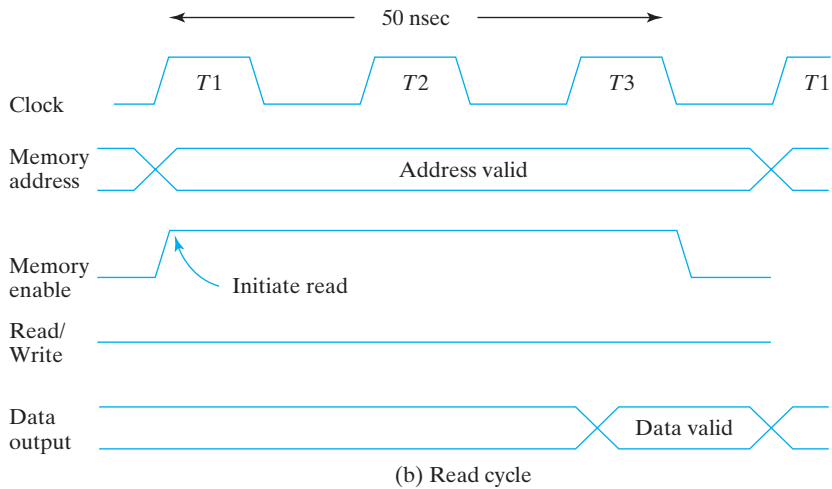 50 nsec
T1 T2 T3 T1
Clock
Memory
address
Address valid
Memory
enable
Initiate read
Read/
Write
Data
output
Data valid
(b) Read cycle